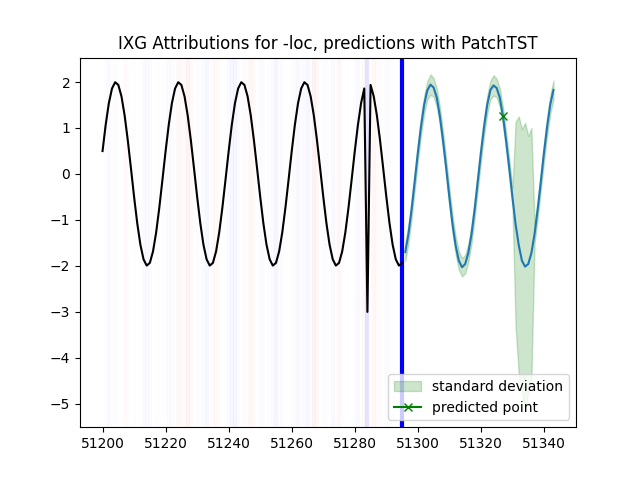 IXG Attributions for -loc, predictions with PatchTST
2
1
0
−1
−2
−3
−4
−5
standard deviation
predicted point
51200 51220 51240 51260 51280 51300 51320 51340